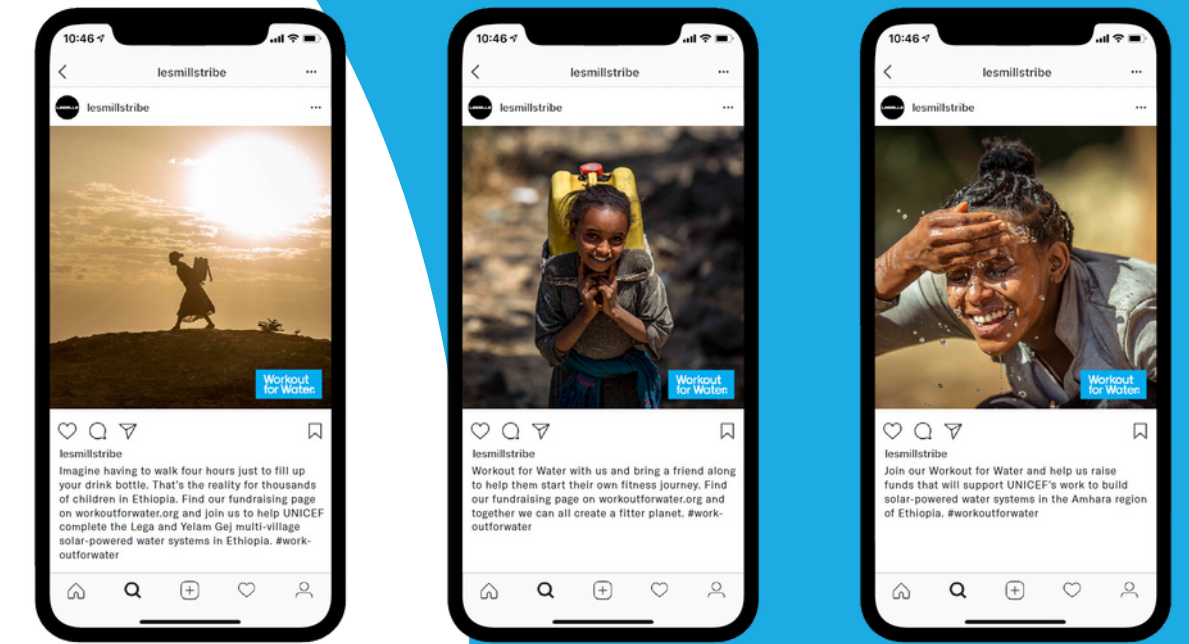 10:46
lesmillstribe
lesmillstribe
Workout
for Water.
lesmillstribe
Imagine having to walk four hours just to fill up
your drink bottle. That's the reality for thousands
of children in Ethiopia. Find our fundraising page
on workoutforwater.org and join us to help UNICEF
complete the Lega and Yelam Gej multi-village
solar-powered water systems in Ethiopia. #work-
outforwater
10:46
lesmillstribe
lesmillstribe
Workout
for Water.
lesmillstribe
Workout for Water with us and bring a friend along
to help them start their own fitness journey. Find
our fundraising page on workoutforwater.org and
together we can all create a fitter planet. #work-
outforwater
10:46
lesmillstribe
lesmillstribe
Workout
for Water.
lesmillstribe
Join our Workout for Water and help us raise
funds that will support UNICEF's work to build
solar-powered water systems in the Amhara region
of Ethiopia. #workoutforwater